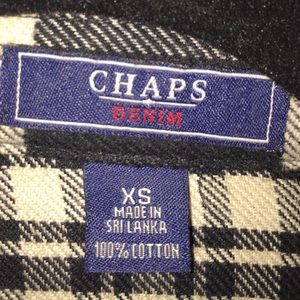 CHAPS
DENIM
XS
MADE IN
SRI LANKA
100% COTTON